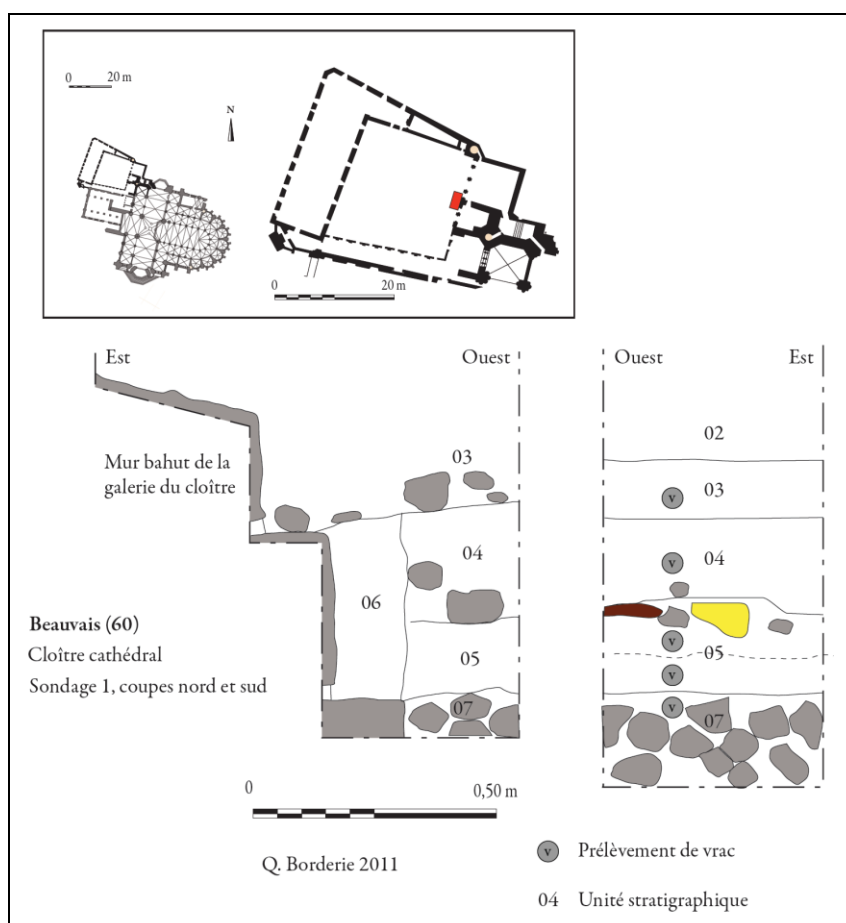 0 20 m
N
0 20 m
Est Ouest
Ouest Est
02
Mur bahut de la
galerie du cloître
03
03
v
04
04
v
06
Beauvais (60)
Cloître cathédral
Sondage 1, coupes nord et sud
05
05
v
v
v
07
07
0 0,50 m
Q. Borderie 2011
v Prélèvement de vrac
04 Unité stratigraphique